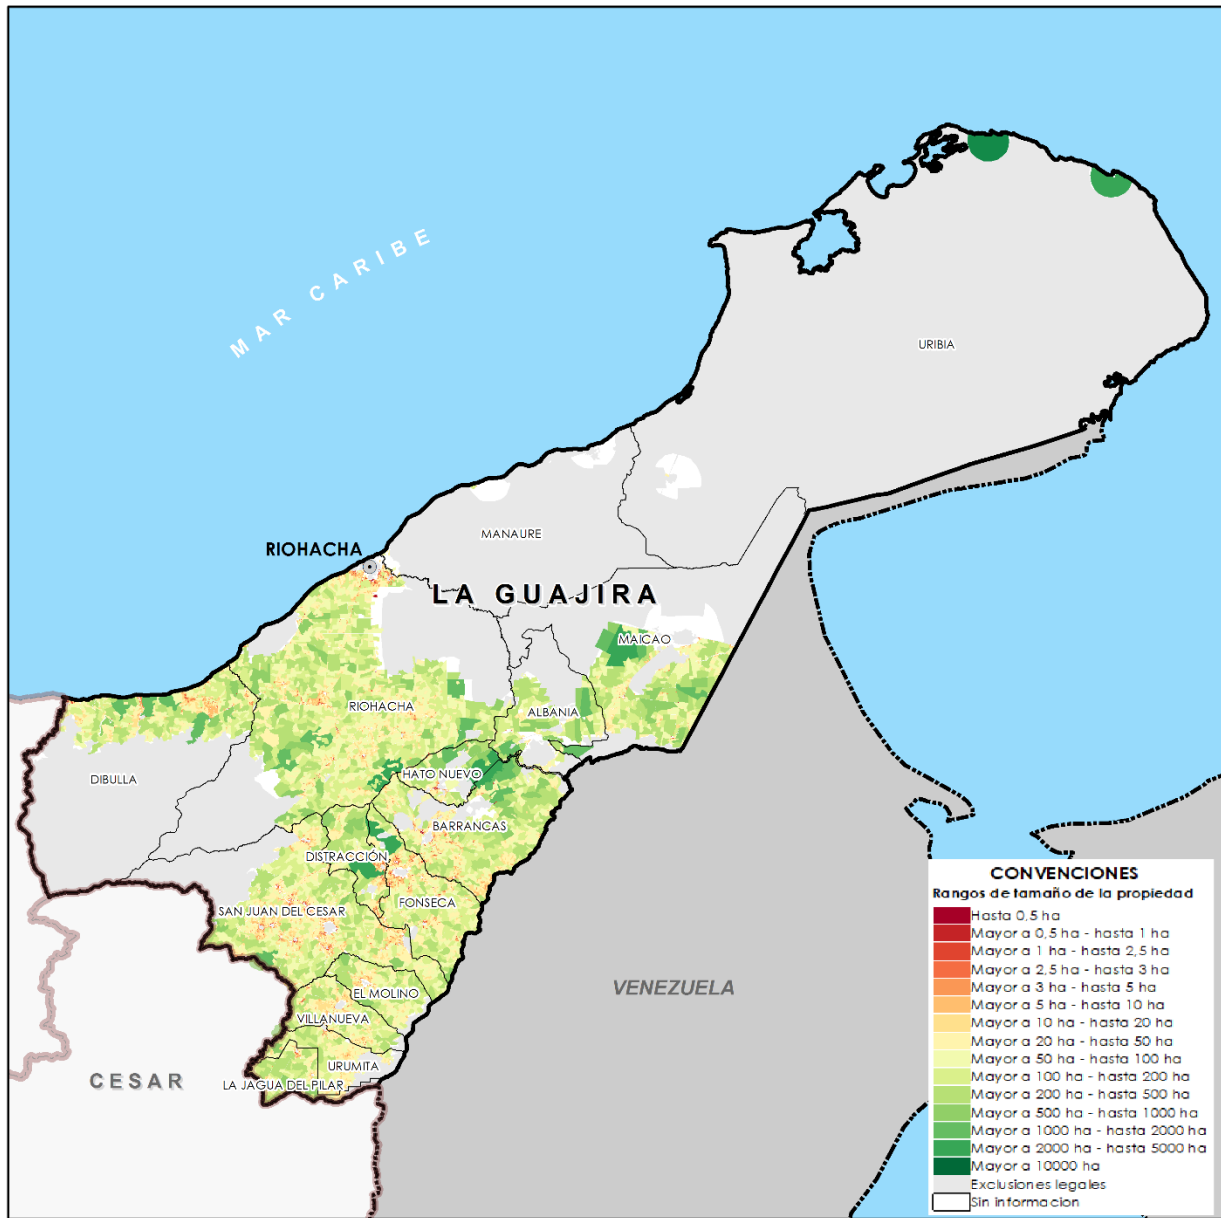 MAR CARIBE
URIBIA
MANAURE
RIOHACHA
LA GUAJIRA
MAICAO
RIOHACHA
ALBANIA
DIBULLA
HATO NUEVO
BARRANCAS
DISTRACCIÓN
FONSECA
SAN JUAN DEL CESAR
EL MOLINO
VILLANUEVA
URUMITA
LA JAGUA DEL PILAR
CESAR
VENEZUELA
CONVENCIONES
Rangos de tamaño de la propiedad
Hasta 0,5 ha
Mayor a 0,5 ha - hasta 1 ha
Mayor a 1 ha - hasta 2,5 ha
Mayor a 2,5 ha - hasta 3 ha
Mayor a 3 ha - hasta 5 ha
Mayor a 5 ha - hasta 10 ha
Mayor a 10 ha - hasta 20 ha
Mayor a 20 ha - hasta 50 ha
Mayor a 50 ha - hasta 100 ha
Mayor a 100 ha - hasta 200 ha
Mayor a 200 ha - hasta 500 ha
Mayor a 500 ha - hasta 1000 ha
Mayor a 1000 ha - hasta 2000 ha
Mayor a 2000 ha - hasta 5000 ha
Mayor a 10000 ha
Exclusiones legales
Sin informacion